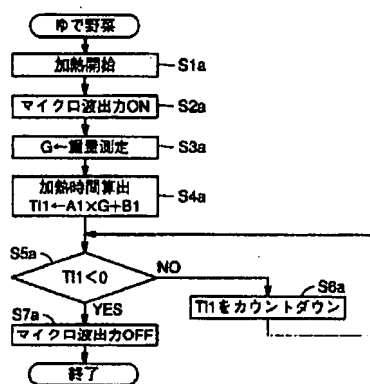 ゆで野菜
加熱開始
S1a
マイクロ波出力ON
S2a
G←重量測定
S3a
加熱時間算出
TI1←A1×G+B1
S4a
S5a
TI1<0
NO
YES
S6a
TI1をカウントダウン
S7a
マイクロ波出力OFF
終了